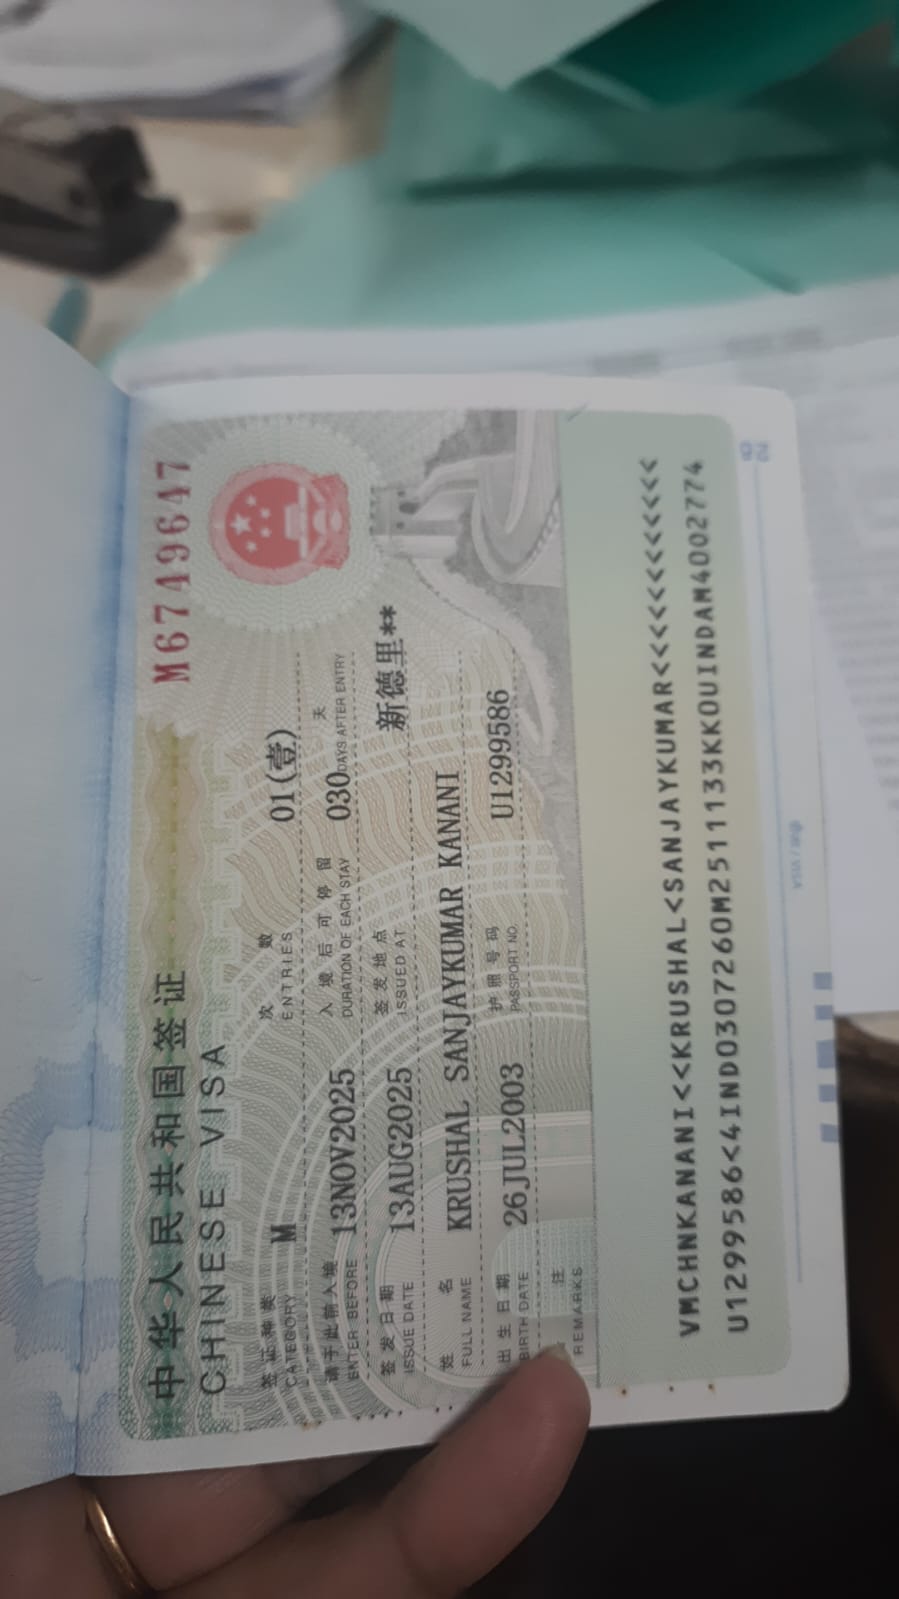 中华人民共和国签证
CHINESE VISA
M6749647
签证种类
CATEGORY
M
次数
ENTRIES
01(壹)
请于此前入境
ENTER BEFORE
13NOV2025
入境后可停留
DURATION OF EACH STAY
030
天
DAYS AFTER ENTRY
签发日期
ISSUE DATE
13AUG2025
签发地点
ISSUED AT
新德里**
姓名
FULL NAME
KRUSHAL SANJAYKUMAR KANANI
出生日期
BIRTH DATE
26JUL2003
护照号码
PASSPORT NO.
U1299586
注
REMARKS
VMCHNKANANI<<KRUSHAL<SANJAYKUMAR<<<<<<<<<<<<
U1299586<4IND0307260M2511133KKOUINDAM4002774
28
visa / वीज़ा